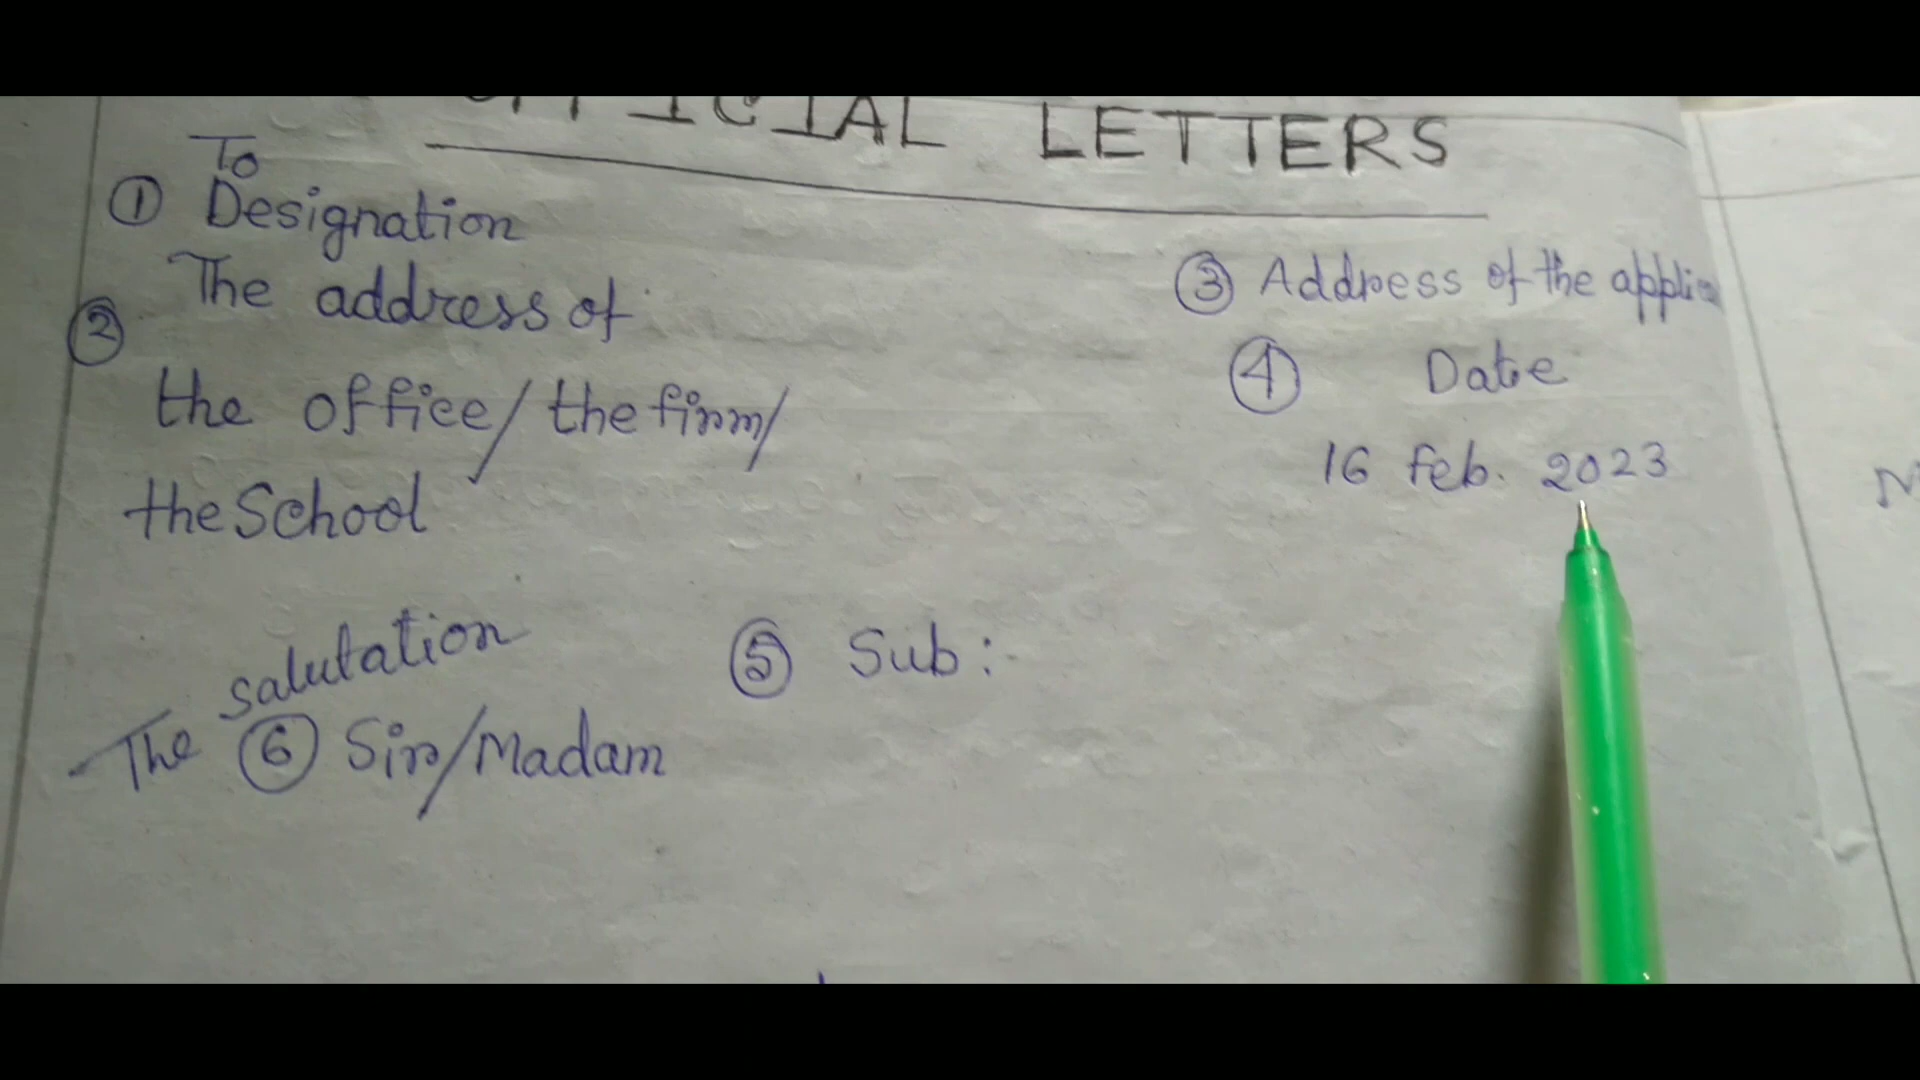 OFFICIAL LETTERS
To
① Designation
② The address of
the office/the firm/
the School
③ Address of the
④ Date
16 Feb. 2023
⑤ Sub:-
The salutation
⑥ Sir/Madam